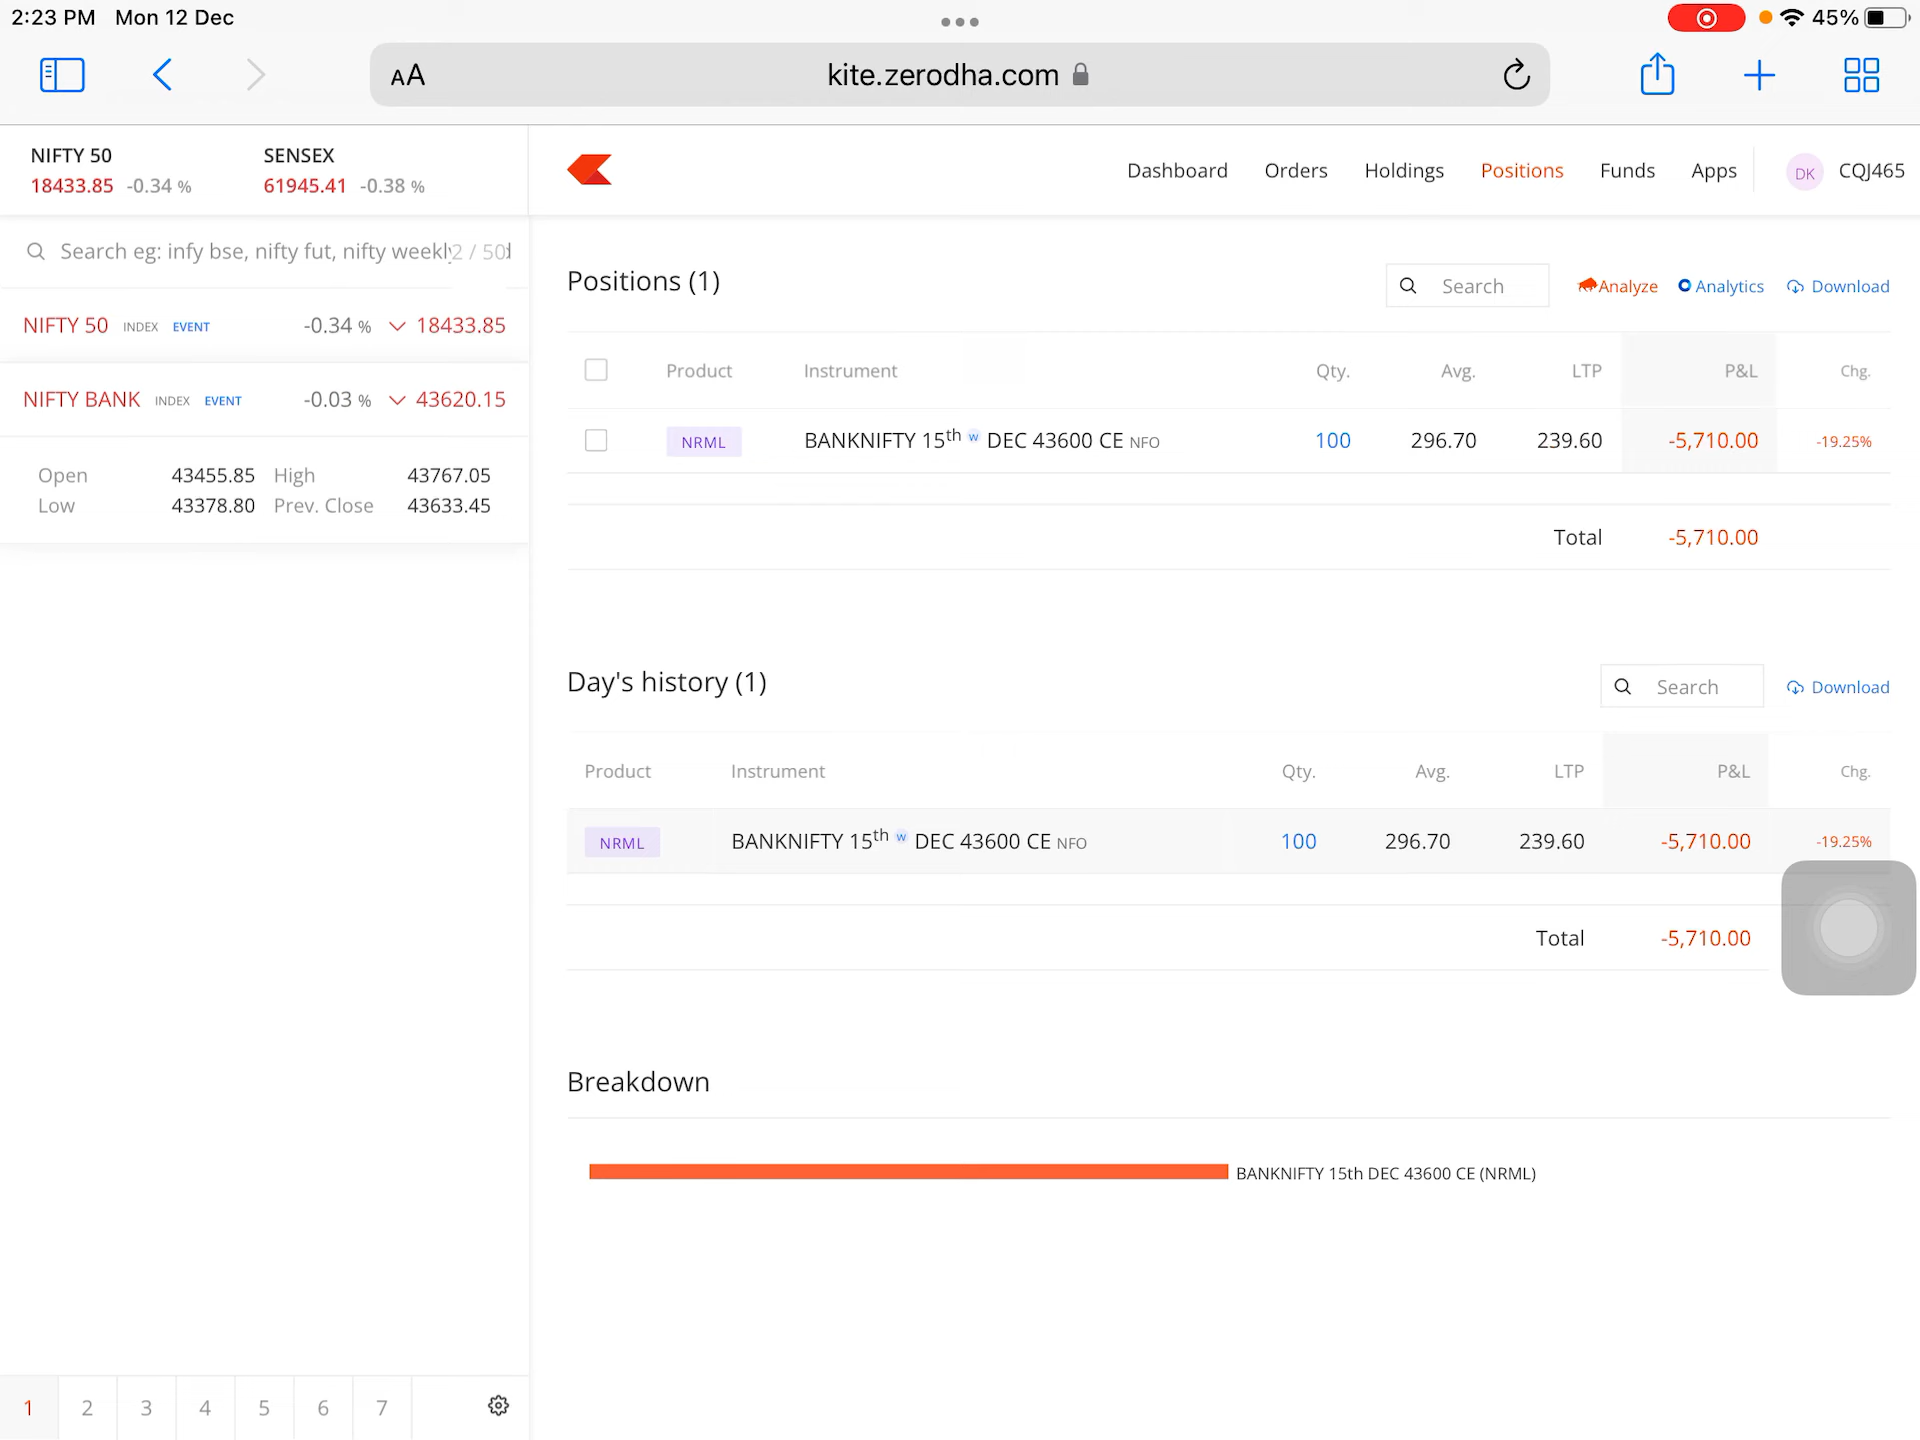 2:23 PM Mon 12 Dec
45%
AA kite.zerodha.com
NIFTY 50 SENSEX
18433.85 -0.34 % 61945.41 -0.38 %
Dashboard Orders Holdings Positions Funds Apps DK CQJ465
Search eg: infy bse, nifty fut, nifty weekly 2 / 50
NIFTY 50 INDEX EVENT -0.34 % 18433.85
NIFTY BANK INDEX EVENT -0.03 % 43620.15
Open 43455.85 High 43767.05
Low 43378.80 Prev. Close 43633.45
Positions (1) Search Analyze Analytics Download
Product Instrument Qty. Avg. LTP P&L Chg.
NRML BANKNIFTY 15th w DEC 43600 CE NFO 100 296.70 239.60 -5,710.00 -19.25%
Total -5,710.00
Day's history (1) Search Download
Product Instrument Qty. Avg. LTP P&L Chg.
NRML BANKNIFTY 15th w DEC 43600 CE NFO 100 296.70 239.60 -5,710.00 -19.25%
Total -5,710.00
Breakdown
BANKNIFTY 15th DEC 43600 CE (NRML)
1 2 3 4 5 6 7